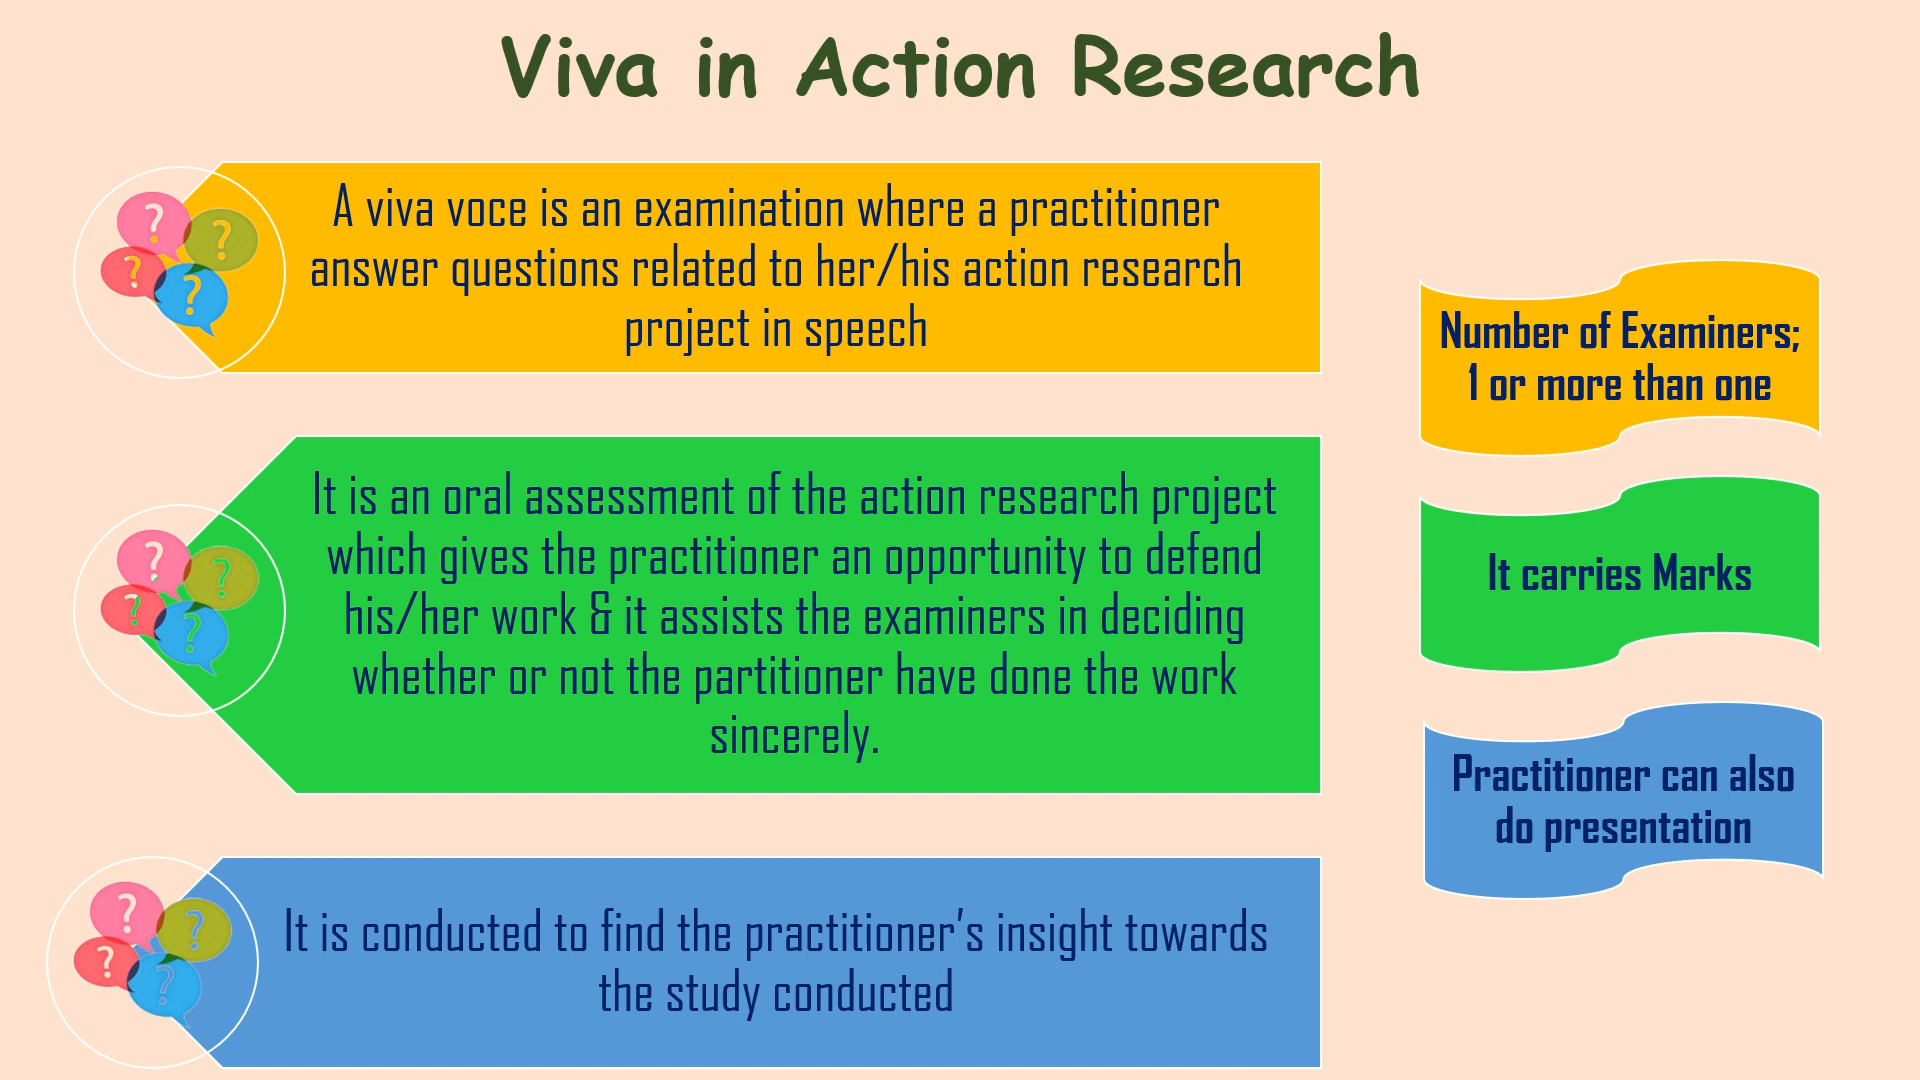 Viva in Action Research
A viva voce is an examination where a practitioner
answer questions related to her/his action research
project in speech
It is an oral assessment of the action research project
which gives the practitioner an opportunity to defend
his/her work & it assists the examiners in deciding
whether or not the partitioner have done the work
sincerely.
It is conducted to find the practitioner's insight towards
the study conducted
Number of Examiners;
1 or more than one
It carries Marks
Practitioner can also
do presentation